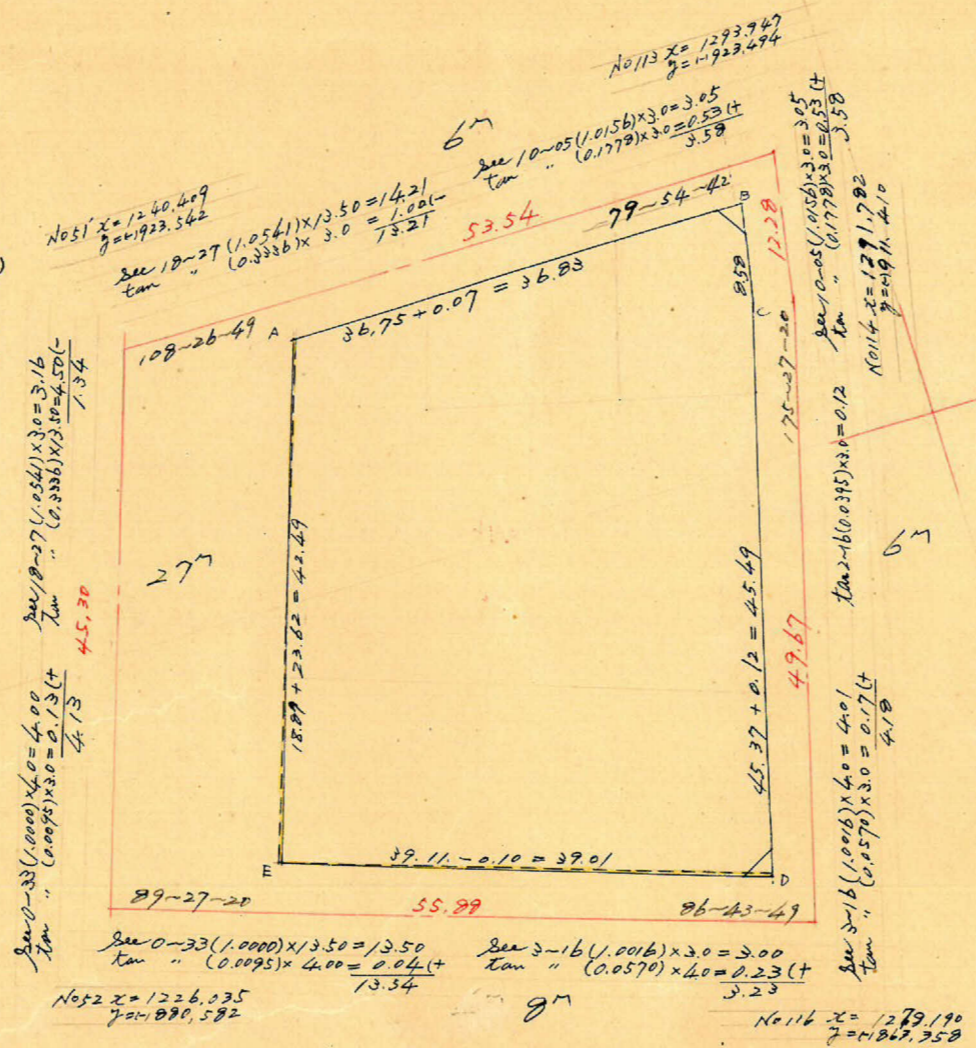 No113 x= 1293.947
y=(-)1923.494
6m
sec 10~05(1.0156)×3.0=3.05
tan 〃 (0.1778)×3.0=0.53(+
3.58
No51 x=1240.409
y=(-)1923.542
sec 18~27(1.0541)×13.50=14.21
tan 〃 (0.3336)× 3.0 = 1.00(-
13.21
53.54
79~54~42
B
12.28
sec 10~05(1.0156)×3.0=3.05
tan 〃 (0.1778)×3.0=0.53(+
3.58
No114 x=1291.782
y=(-)1911.410
108~26~49
A
36.75+0.07 = 36.83
8.58
C
175~37~20
sec 18~27(1.0541)×3.0=3.16
tan 〃 (0.3336)×13.50=4.50(-
1.34
tan 2~16(0.0395)×3.0=0.12
27m
6m
45.30
18.89 + 23.62 = 42.49
45.37 + 0.12 = 45.49
49.67
sec 0~33(1.0000)×4.0=4.00
tan 〃 (0.0095)×3.0=0.13(+
4.13
sec 3~16(1.0016)×4.0=4.01
tan 〃 (0.0570)×3.0=0.17(+
4.18
E
39.11.-0.10 = 39.01
D
89~27~20
55.88
86~43~49
sec 0~33(1.0000)×13.50=13.50
tan 〃 (0.0095)× 4.00= 0.04(+
13.54
sec 3~16(1.0016)×3.0=3.00
tan 〃 (0.0570)×4.0=0.23(+
3.23
No52 x=1226.035
y=(-)1880.582
8m
No116 x= 1279.190
y=(-)1867.358